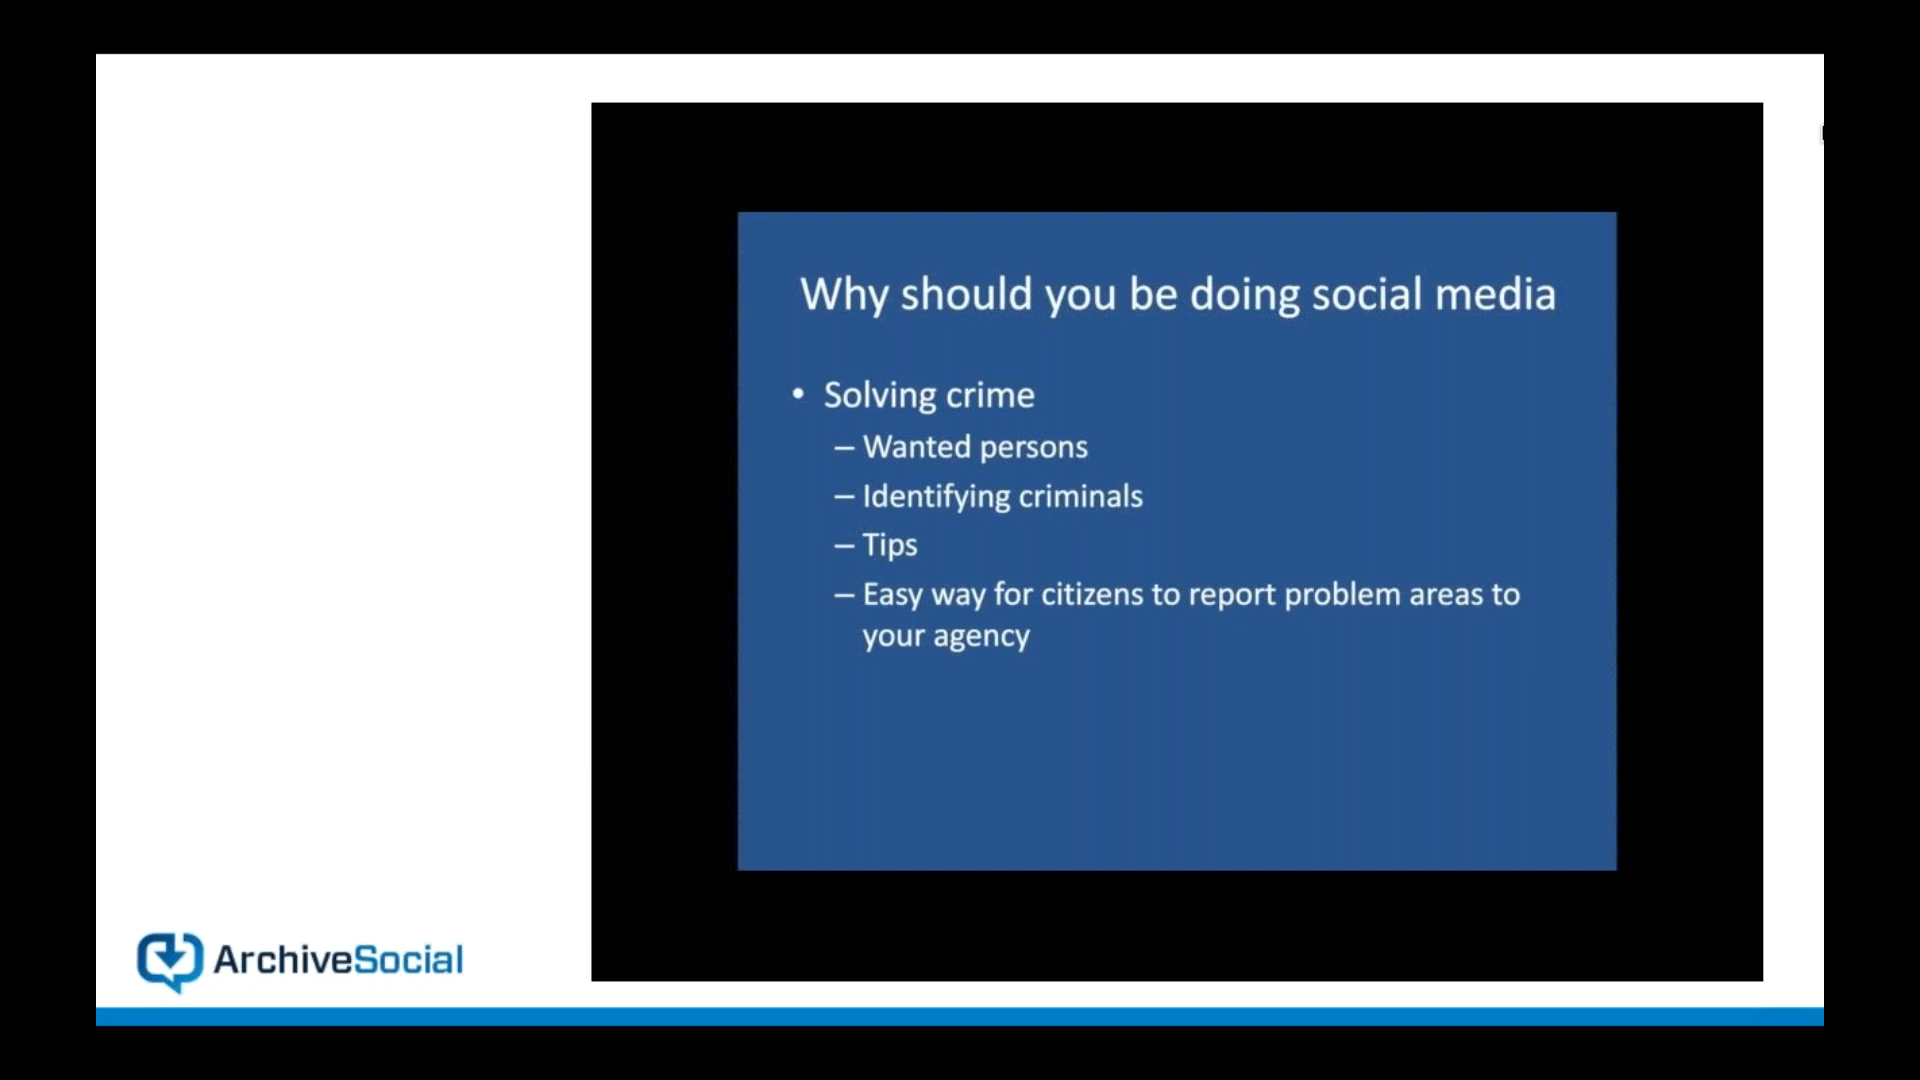 Why should you be doing social media
• Solving crime
– Wanted persons
– Identifying criminals
– Tips
– Easy way for citizens to report problem areas to
your agency
ArchiveSocial